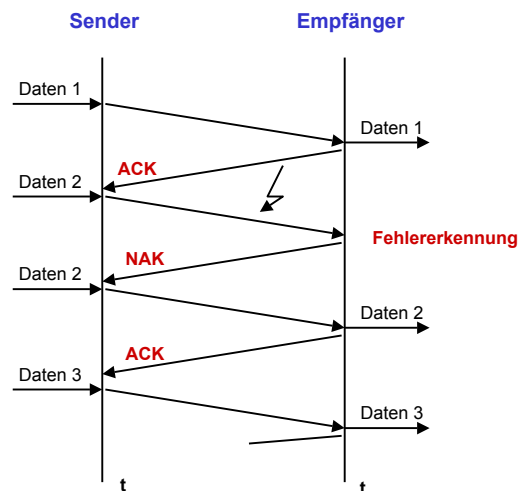 Sender
Empfänger
Daten 1
Daten 1
ACK
Daten 2
Fehlererkennung
NAK
Daten 2
Daten 2
ACK
Daten 3
Daten 3
t
t